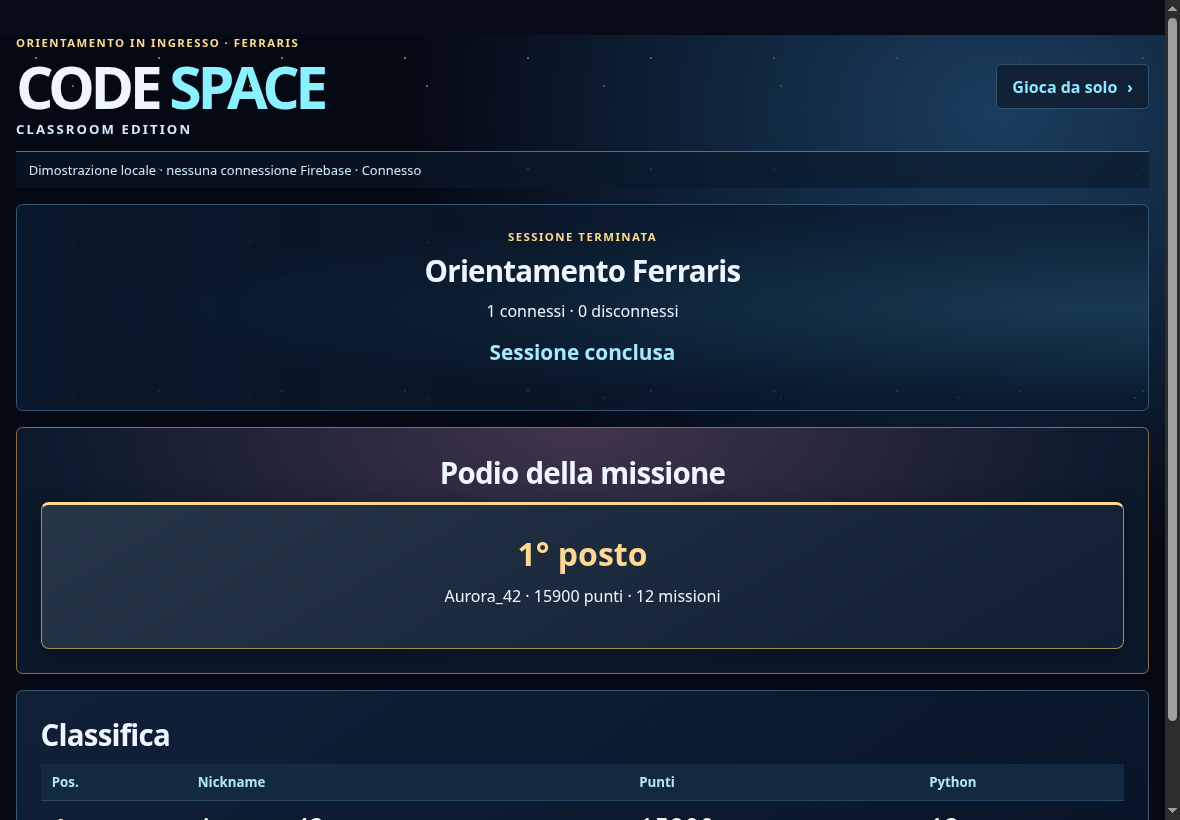 ORIENTAMENTO IN INGRESSO · FERRARIS
CODE SPACE
CLASSROOM EDITION
Gioca da solo ›
Dimostrazione locale · nessuna connessione Firebase · Connesso
SESSIONE TERMINATA
Orientamento Ferraris
1 connessi · 0 disconnessi
Sessione conclusa
Podio della missione
1° posto
Aurora_42 · 15900 punti · 12 missioni
Classifica
Pos. Nickname Punti Python